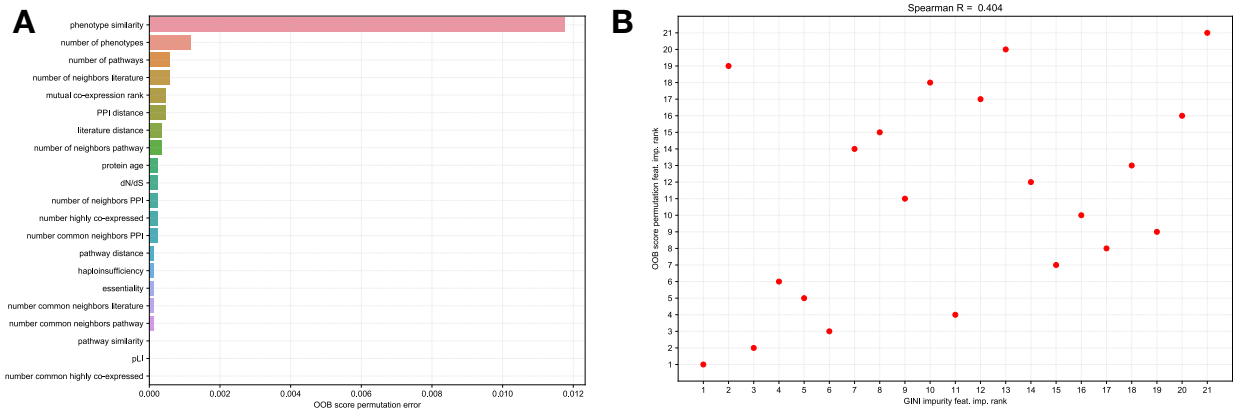 A
phenotype similarity
number of phenotypes
number of pathways
number of neighbors literature
mutual co-expression rank
PPI distance
literature distance
number of neighbors pathway
protein age
dN/dS
number of neighbors PPI
number highly co-expressed
number common neighbors PPI
pathway distance
haploinsufficiency
essentiality
number common neighbors literature
number common neighbors pathway
pathway similarity
pLI
number common highly co-expressed
0.000 0.002 0.004 0.006 0.008 0.010 0.012
OOB score permutation error
B
Spearman R = 0.404
OOB score permutation feat. imp. rank
21
20
19
18
17
16
15
14
13
12
11
10
9
8
7
6
5
4
3
2
1
1 2 3 4 5 6 7 8 9 10 11 12 13 14 15 16 17 18 19 20 21
GINI impurity feat. imp. rank